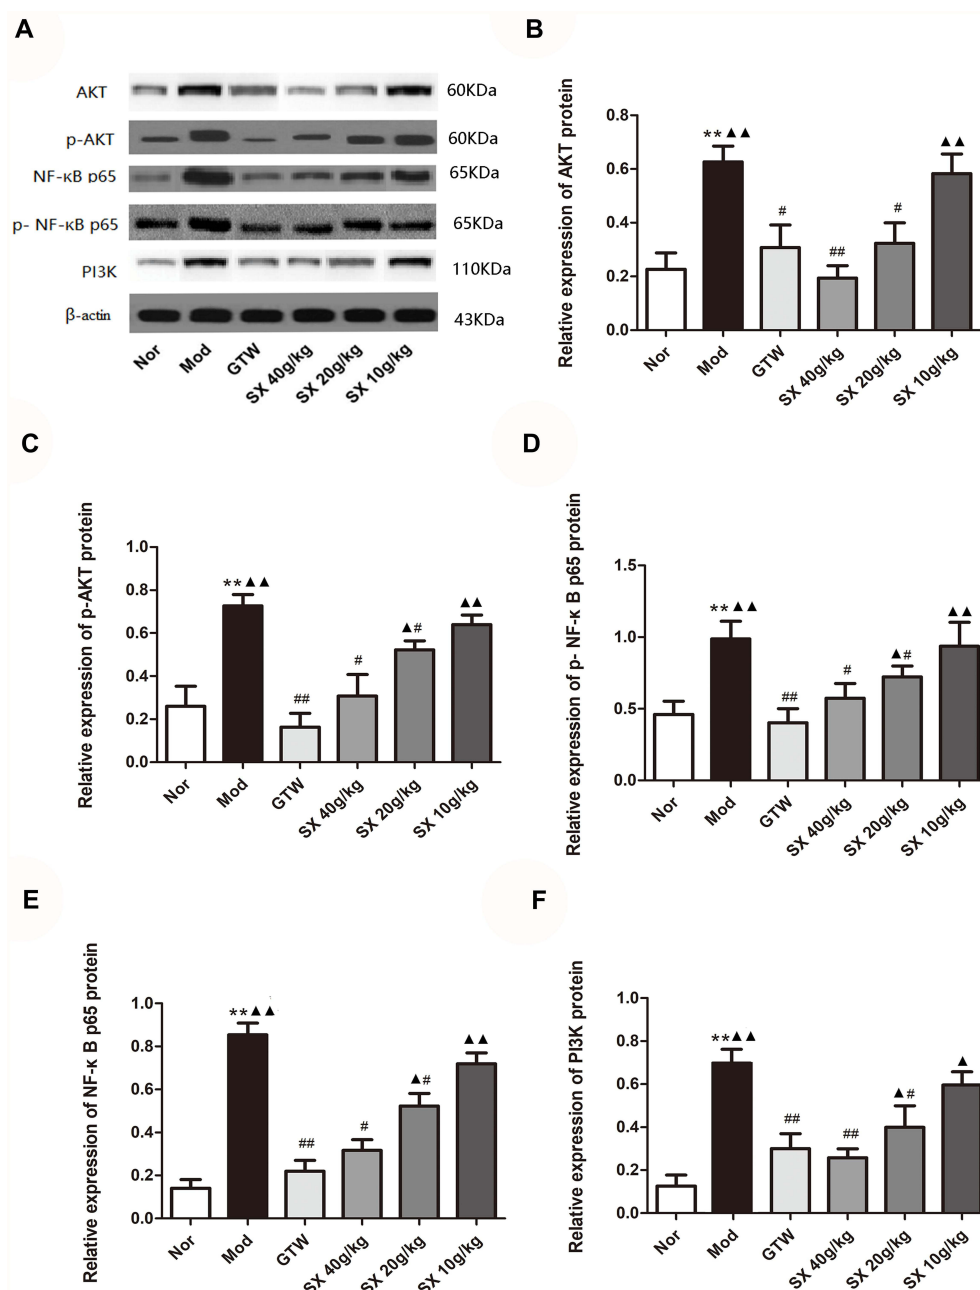 A
AKT
60KDa
p-AKT
60KDa
NF-κB p65
65KDa
p- NF-κB p65
65KDa
PI3K
110KDa
β-actin
43KDa
Nor
Mod
GTW
SX 40g/kg
SX 20g/kg
SX 10g/kg
B
Relative expression of AKT protein
0.8
0.6
0.4
0.2
0.0
**▲▲
#
##
#
▲▲
Nor
Mod
GTW
SX 40g/kg
SX 20g/kg
SX 10g/kg
C
Relative expression of p-AKT protein
1.0
0.8
0.6
0.4
0.2
0.0
**▲▲
##
#
▲#
▲▲
Nor
Mod
GTW
SX 40g/kg
SX 20g/kg
SX 10g/kg
D
Relative expression of p- NF-κ B p65 protein
1.5
1.0
0.5
0.0
**▲▲
##
#
▲#
▲▲
Nor
Mod
GTW
SX 40g/kg
SX 20g/kg
SX 10g/kg
E
Relative expression of NF-κ B p65 protein
1.0
0.8
0.6
0.4
0.2
0.0
**▲▲
##
#
▲#
▲▲
Nor
Mod
GTW
SX 40g/kg
SX 20g/kg
SX 10g/kg
F
Relative expression of PI3K protein
1.0
0.8
0.6
0.4
0.2
0.0
**▲▲
##
##
▲#
▲
Nor
Mod
GTW
SX 40g/kg
SX 20g/kg
SX 10g/kg